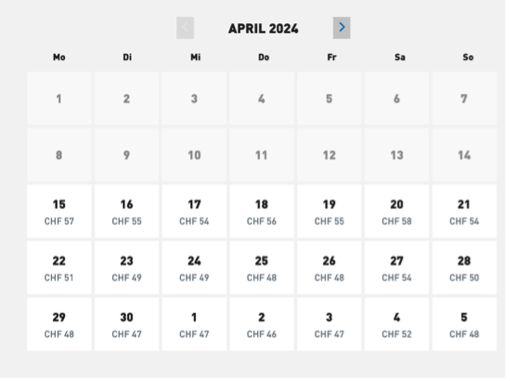 APRIL 2024
Mo Di Mi Do Fr Sa So
1 2 3 4 5 6 7
8 9 10 11 12 13 14
15 16 17 18 19 20 21
CHF 57 CHF 55 CHF 54 CHF 56 CHF 55 CHF 58 CHF 54
22 23 24 25 26 27 28
CHF 51 CHF 49 CHF 49 CHF 48 CHF 48 CHF 54 CHF 50
29 30 1 2 3 4 5
CHF 48 CHF 47 CHF 47 CHF 46 CHF 47 CHF 52 CHF 48